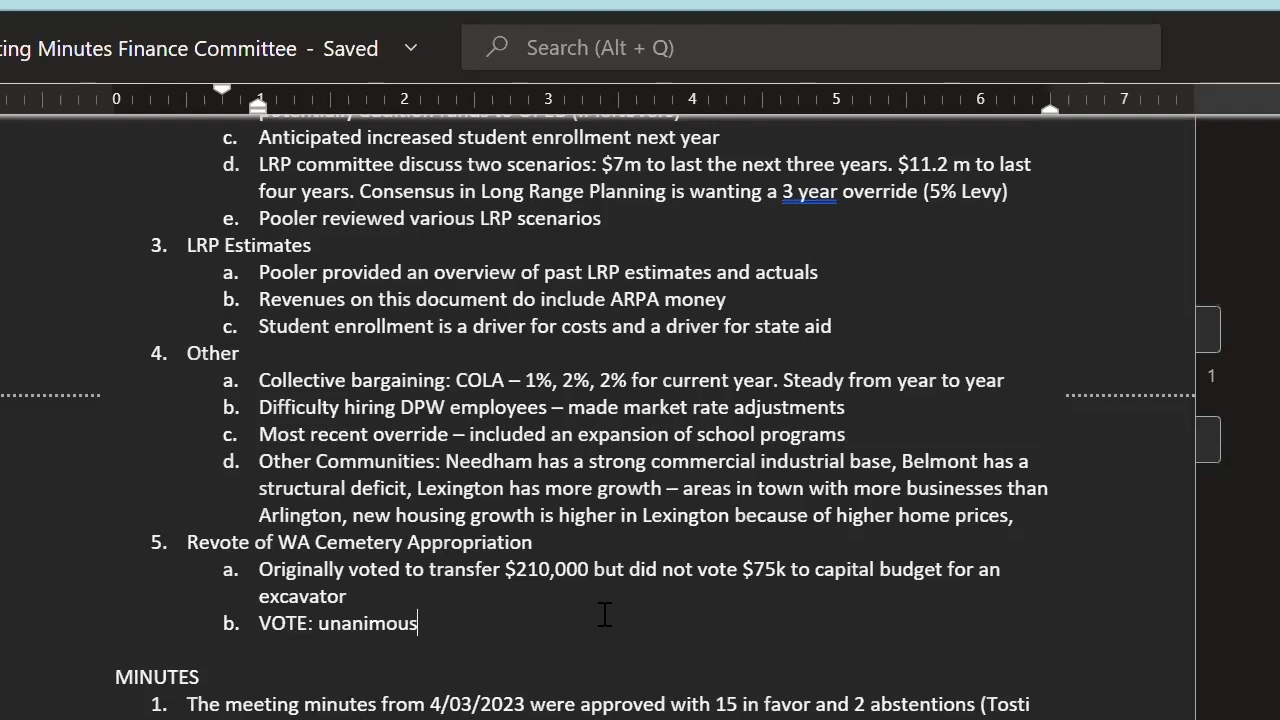 ting Minutes Finance Committee - Saved
Search (Alt + Q)
0 1 2 3 4 5 6 7
c. Anticipated increased student enrollment next year
d. LRP committee discuss two scenarios: $7m to last the next three years. $11.2 m to last
four years. Consensus in Long Range Planning is wanting a 3 year override (5% Levy)
e. Pooler reviewed various LRP scenarios
3. LRP Estimates
a. Pooler provided an overview of past LRP estimates and actuals
b. Revenues on this document do include ARPA money
c. Student enrollment is a driver for costs and a driver for state aid
4. Other
a. Collective bargaining: COLA – 1%, 2%, 2% for current year. Steady from year to year
1
b. Difficulty hiring DPW employees – made market rate adjustments
c. Most recent override – included an expansion of school programs
d. Other Communities: Needham has a strong commercial industrial base, Belmont has a
structural deficit, Lexington has more growth – areas in town with more businesses than
Arlington, new housing growth is higher in Lexington because of higher home prices,
5. Revote of WA Cemetery Appropriation
a. Originally voted to transfer $210,000 but did not vote $75k to capital budget for an
excavator
b. VOTE: unanimous
MINUTES
1. The meeting minutes from 4/03/2023 were approved with 15 in favor and 2 abstentions (Tosti